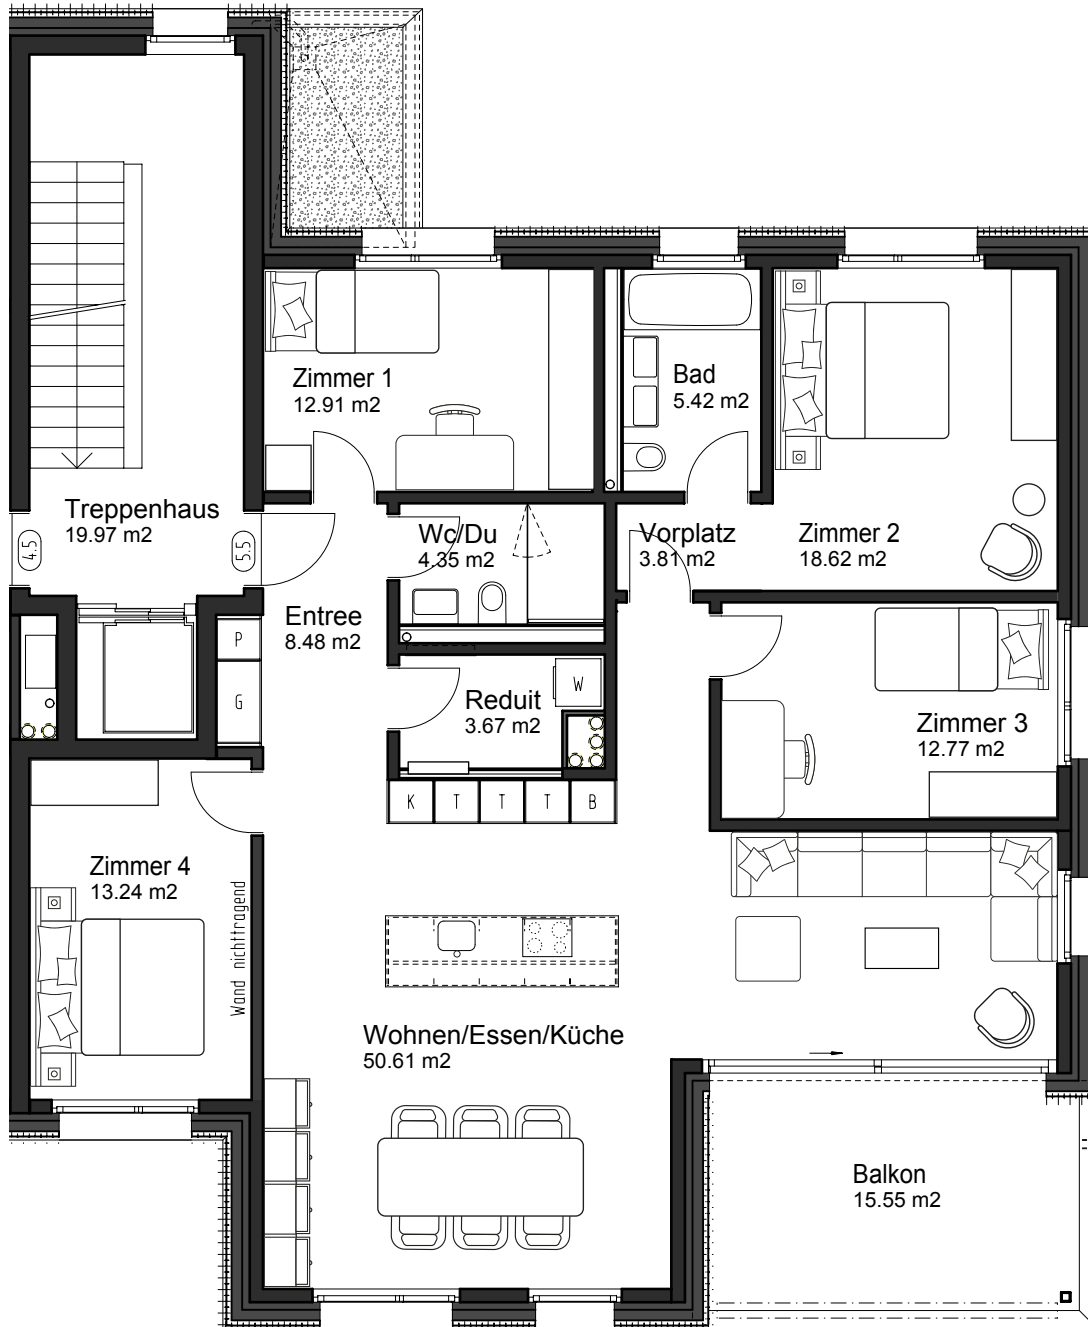 Zimmer 1
12.91 m2
Bad
5.42 m2
Treppenhaus
19.97 m2
4.5
5.5
Wc/Du
4.35 m2
Vorplatz
3.81 m2
Zimmer 2
18.62 m2
Entree
8.48 m2
P
G
Reduit
3.67 m2
W
Zimmer 3
12.77 m2
K
T
T
T
B
Zimmer 4
13.24 m2
Wand nichttragend
Wohnen/Essen/Küche
50.61 m2
Balkon
15.55 m2